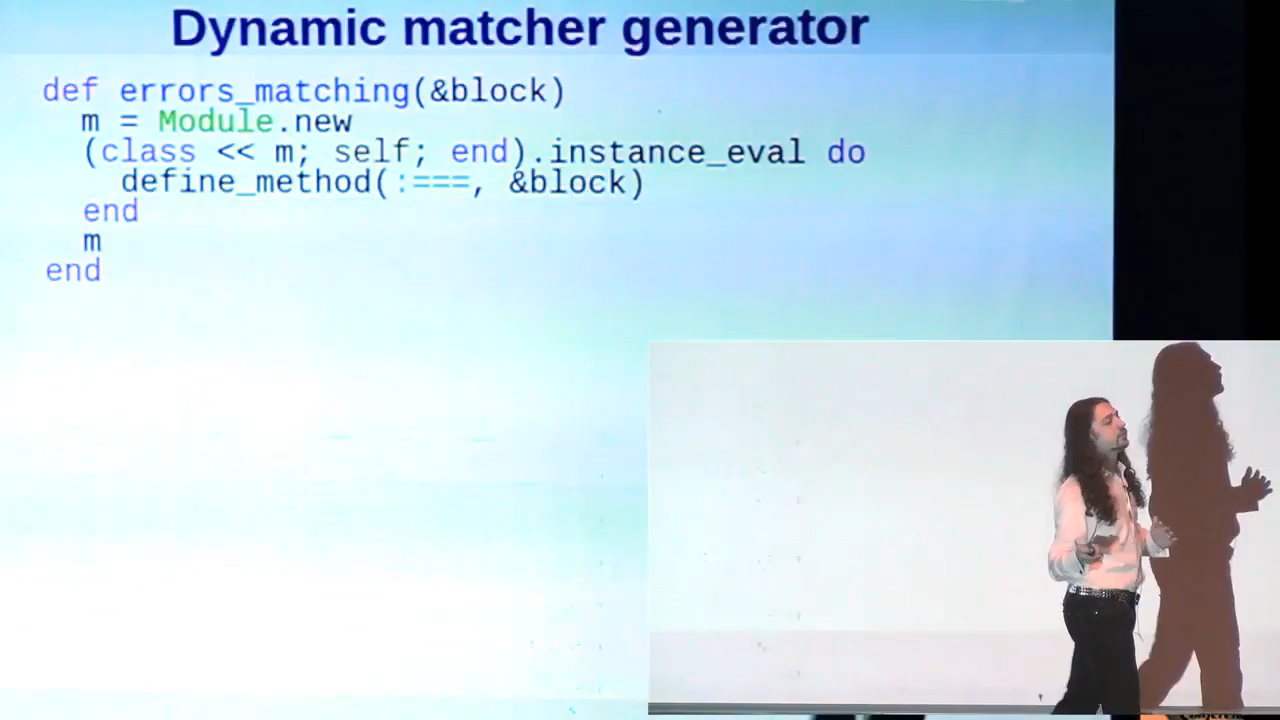 Dynamic matcher generator
def errors_matching(&block)
  m = Module.new
  (class << m; self; end).instance_eval do
    define_method(:===, &block)
  end
  m
end